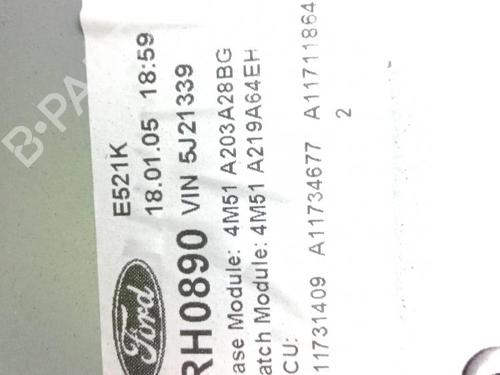 E521K
18.01.05 18:59
Ford
RH0890 VIN 5J21339
ase Module: 4M51 A203A28BG
atch Module: 4M51 A219A64EH
CU:
11731409 A11734677 A11711864
2
B-PA